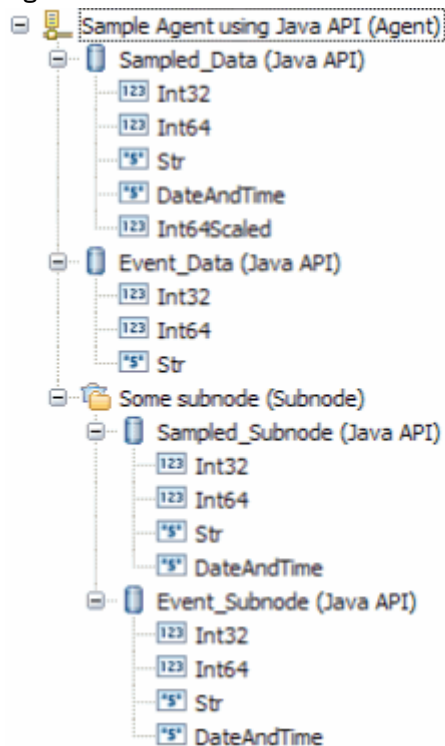 Sample Agent using Java API (Agent)
Sampled_Data (Java API)
123 Int32
123 Int64
"S" Str
"S" DateAndTime
123 Int64Scaled
Event_Data (Java API)
123 Int32
123 Int64
"S" Str
Some subnode (Subnode)
Sampled_Subnode (Java API)
123 Int32
123 Int64
"S" Str
"S" DateAndTime
Event_Subnode (Java API)
123 Int32
123 Int64
"S" Str
"S" DateAndTime